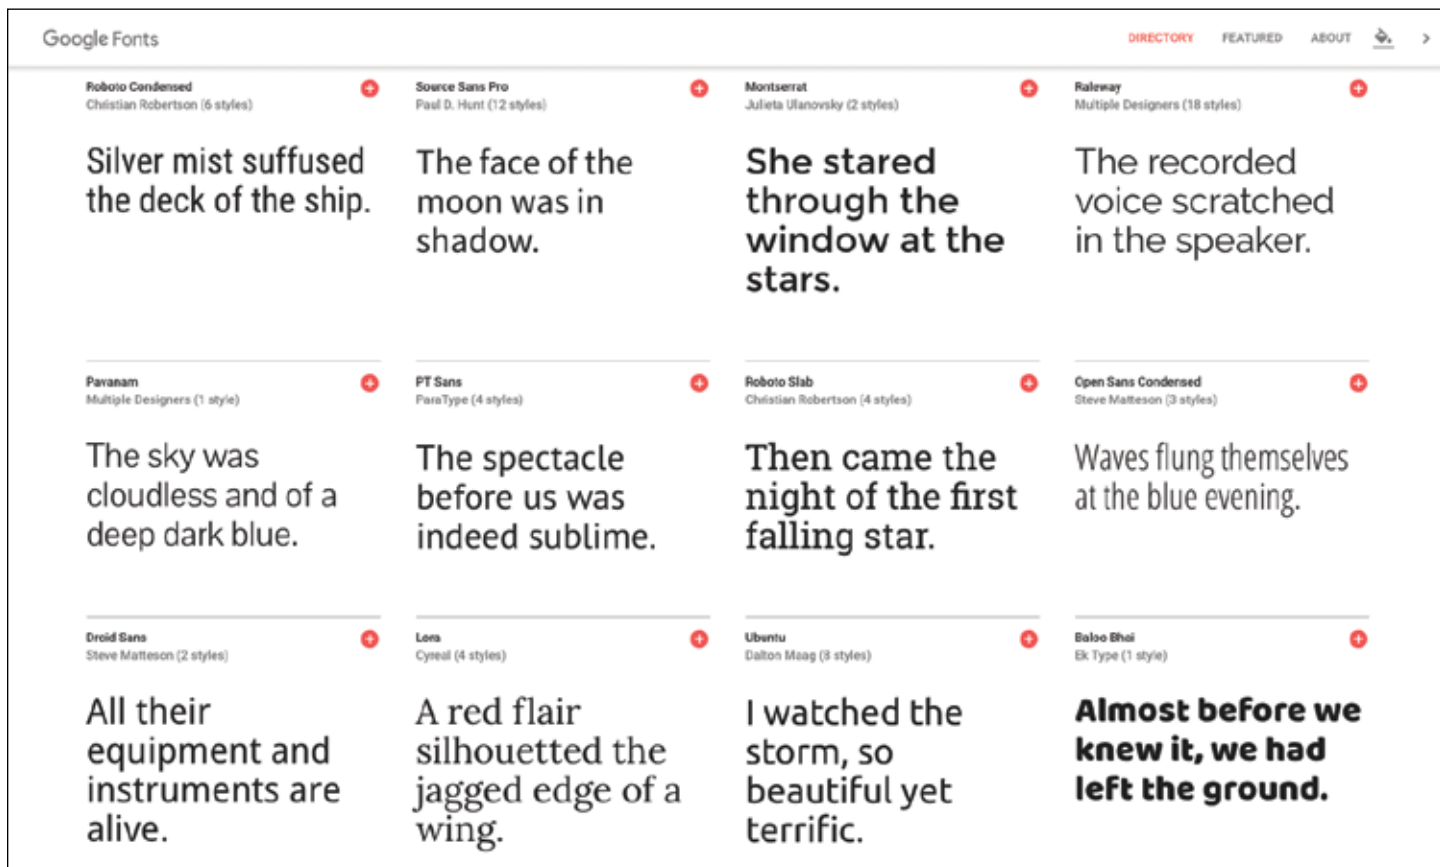 Google Fonts
DIRECTORY FEATURED ABOUT
Roboto Condensed
Christian Robertson (6 styles)
Silver mist suffused
the deck of the ship.
Source Sans Pro
Paul D. Hunt (12 styles)
The face of the
moon was in
shadow.
Montserrat
Julieta Ulanovsky (2 styles)
She stared
through the
window at the
stars.
Raleway
Multiple Designers (18 styles)
The recorded
voice scratched
in the speaker.
Pavanam
Multiple Designers (1 style)
The sky was
cloudless and of a
deep dark blue.
PT Sans
ParaType (4 styles)
The spectacle
before us was
indeed sublime.
Roboto Slab
Christian Robertson (4 styles)
Then came the
night of the first
falling star.
Open Sans Condensed
Steve Matteson (3 styles)
Waves flung themselves
at the blue evening.
Droid Sans
Steve Matteson (2 styles)
All their
equipment and
instruments are
alive.
Lora
Cyreal (4 styles)
A red flair
silhouetted the
jagged edge of a
wing.
Ubuntu
Dalton Maag (8 styles)
I watched the
storm, so
beautiful yet
terrific.
Baloo Bhai
Ek Type (1 style)
Almost before we
knew it, we had
left the ground.